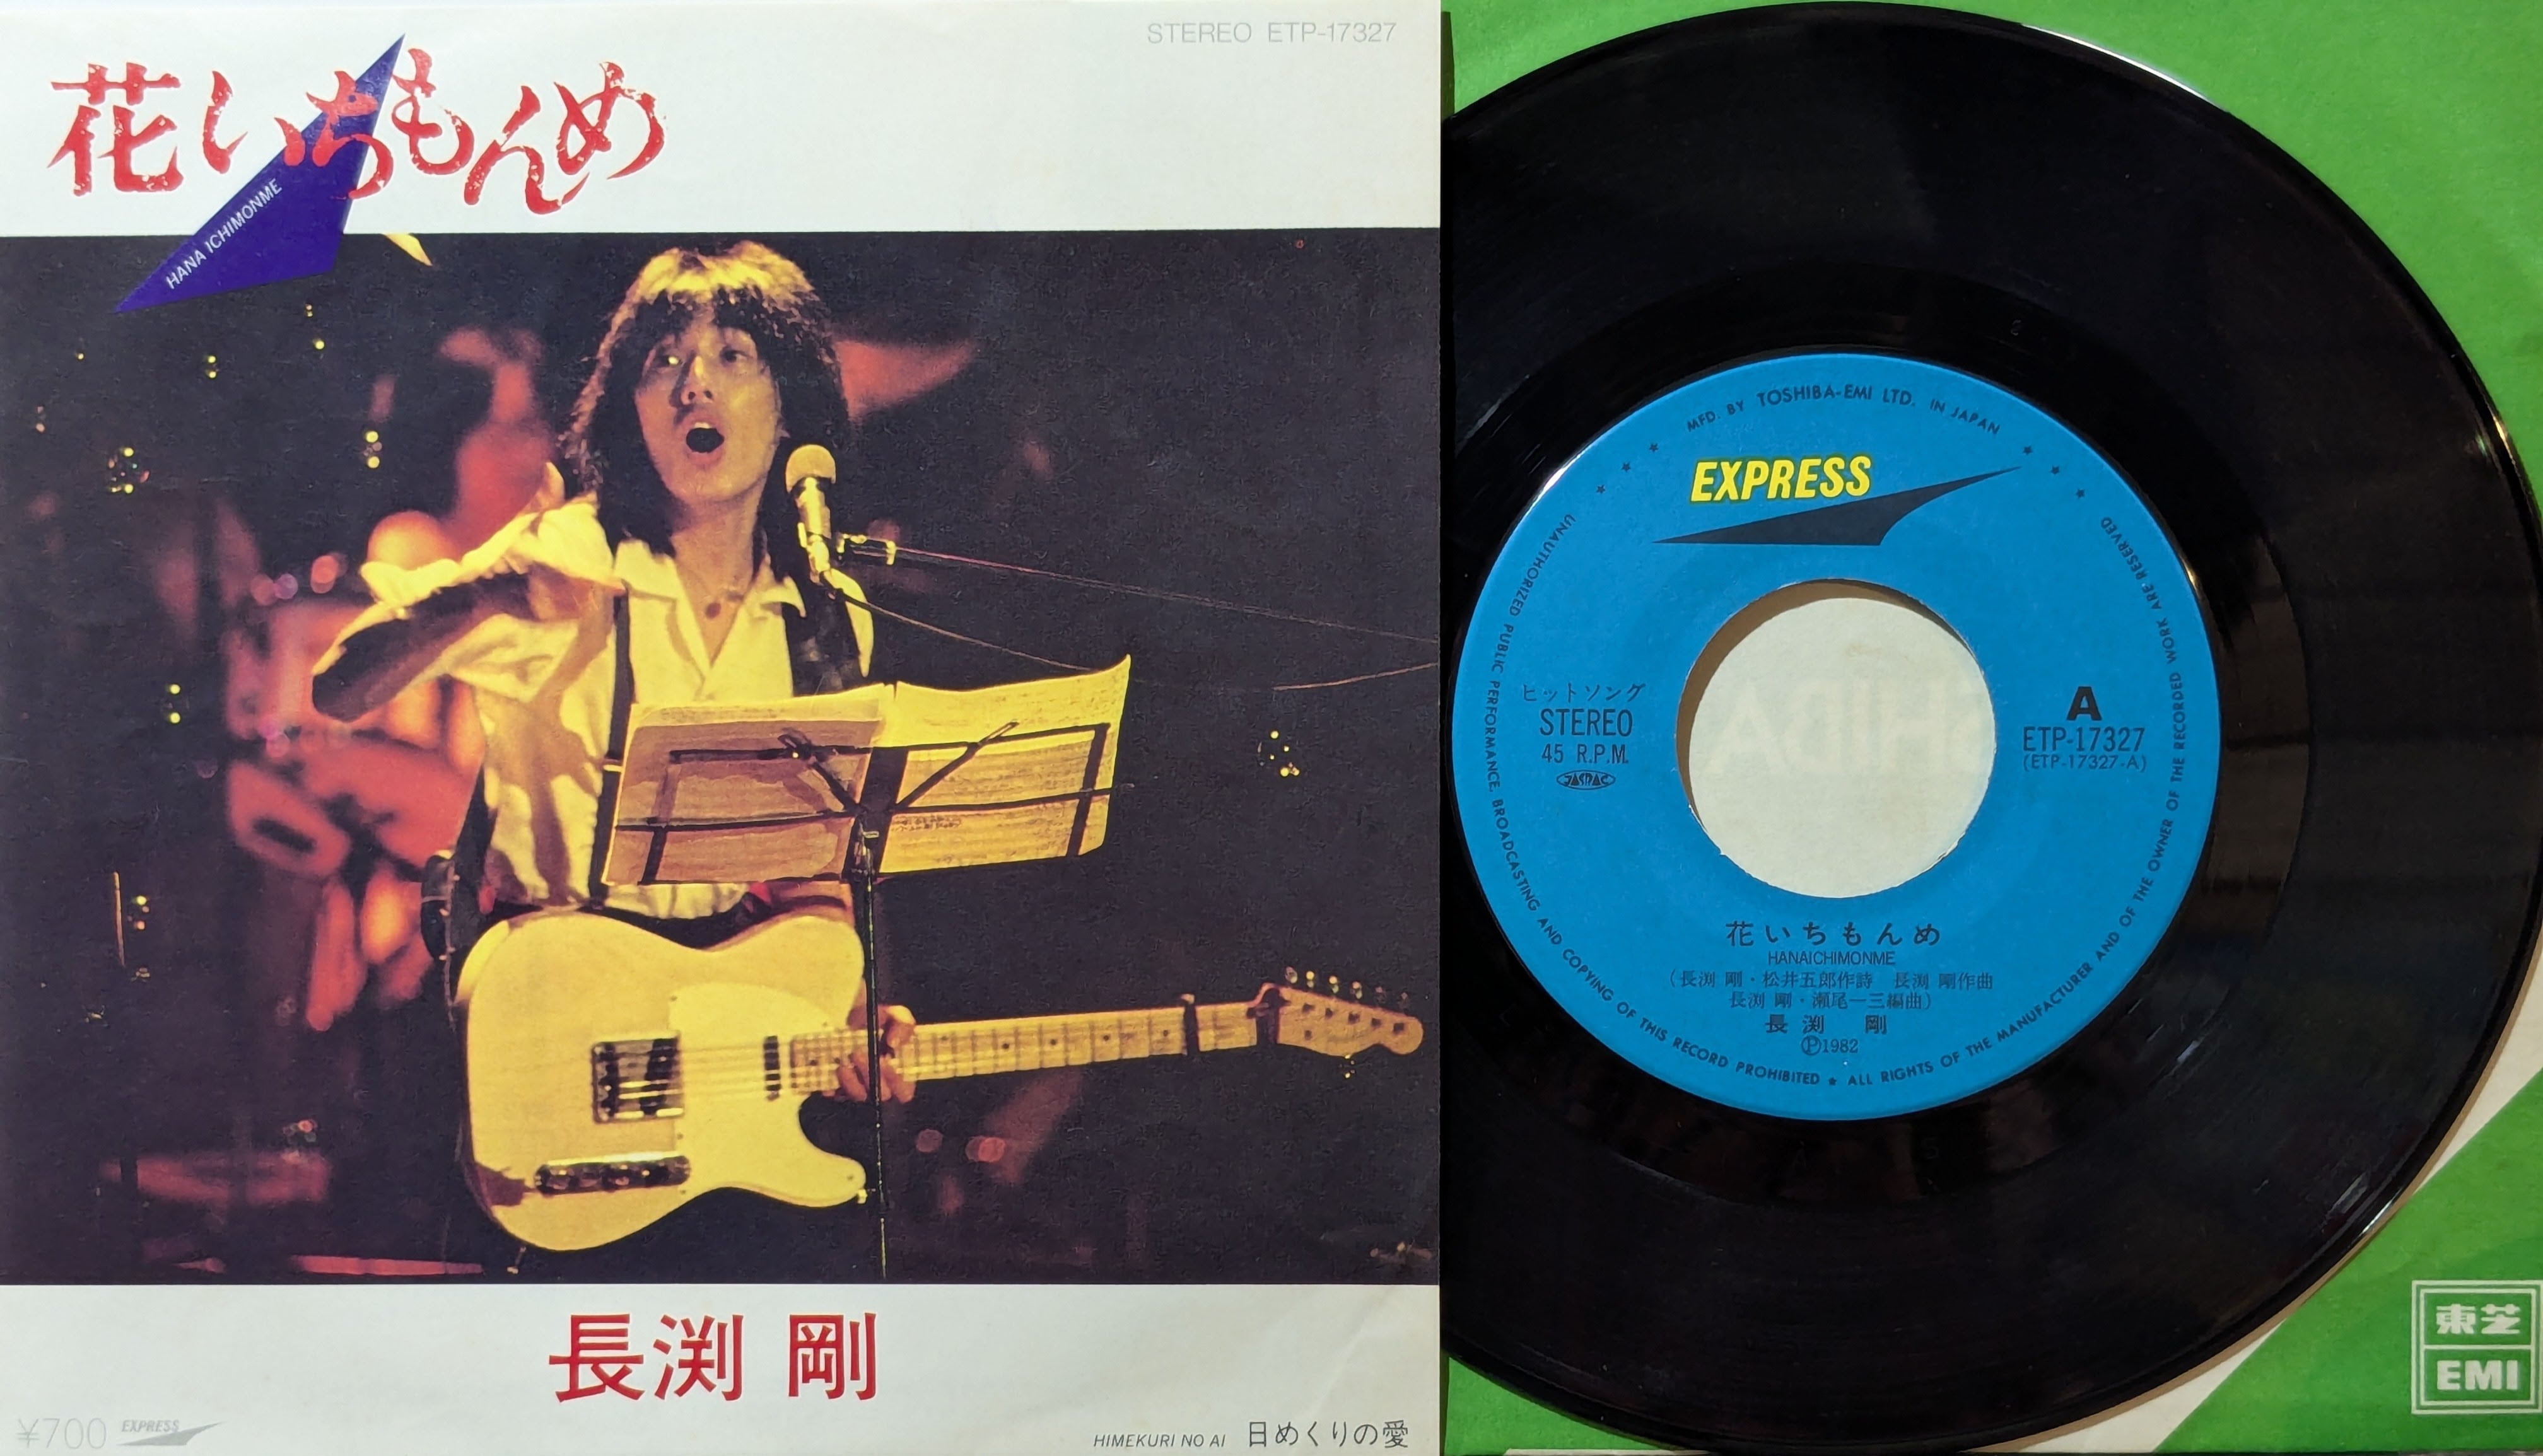 STEREO ETP-17327
花いちもんめ
HANA ICHIMONME
長渕 剛
¥700 EXPRESS
HIMEKURI NO AI 日めくりの愛
MFD. BY TOSHIBA-EMI LTD. IN JAPAN
EXPRESS
ヒットソング
STEREO
45 R.P.M.
JASRAC
A
ETP-17327
(ETP-17327-A)
花いちもんめ
HANAICHIMONME
(長渕 剛・松井五郎作詩 長渕 剛作曲
長渕 剛・瀬尾一三編曲)
長渕 剛
Ⓟ1982
UNAUTHORIZED PUBLIC PERFORMANCE, BROADCASTING AND COPYING OF THIS RECORD PROHIBITED ★ ALL RIGHTS OF THE MANUFACTURER AND OF THE OWNER OF THE RECORDED WORK ARE RESERVED
東芝
EMI